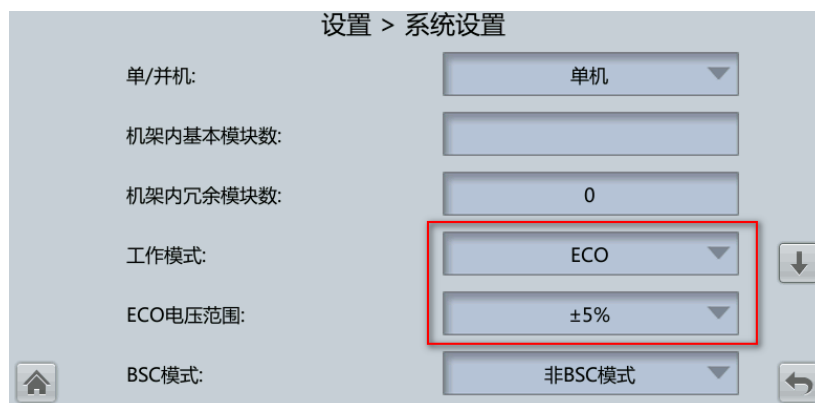 设置 > 系统设置
单/并机: 单机
机架内基本模块数:
机架内冗余模块数: 0
工作模式: ECO
ECO电压范围: ±5%
BSC模式: 非BSC模式